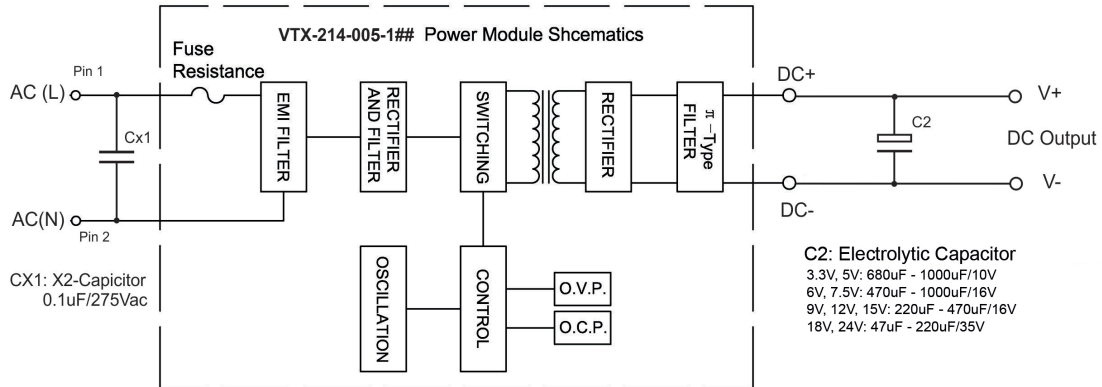 VTX-214-005-1## Power Module Shcematics
Fuse
Resistance
Pin 1
AC (L)
Cx1
AC(N)
Pin 2
CX1: X2-Capicitor
0.1uF/275Vac
EMI FILTER
RECTIFIER
AND FILTER
SWITCHING
RECTIFIER
π-Type
FILTER
OSCILLATION
CONTROL
O.V.P.
O.C.P.
DC+
DC-
C2
V+
DC Output
V-
C2: Electrolytic Capacitor
3.3V, 5V: 680uF - 1000uF/10V
6V, 7.5V: 470uF - 1000uF/16V
9V, 12V, 15V: 220uF - 470uF/16V
18V, 24V: 47uF - 220uF/35V